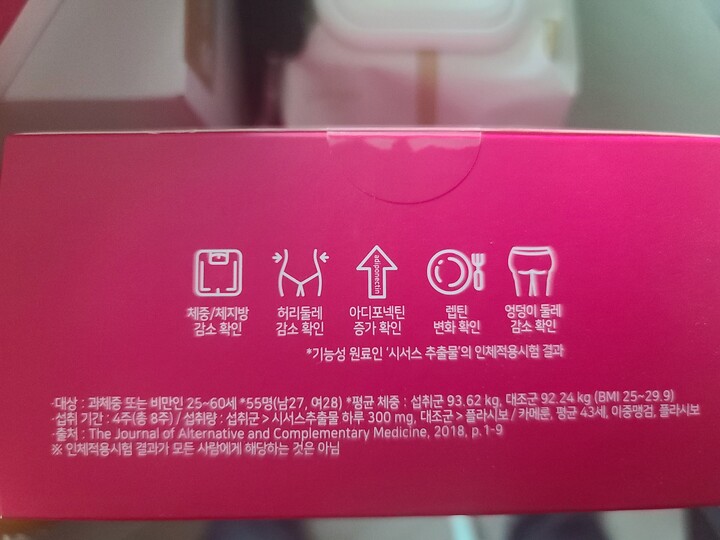 adiponectin
체중/체지방
감소 확인
허리둘레
감소 확인
아디포넥틴
증가 확인
렙틴
변화 확인
엉덩이 둘레
감소 확인
*기능성 원료인 '시서스 추출물'의 인체적용시험 결과
-대상 : 과체중 또는 비만인 25~60세 *55명(남27, 여28) *평균 체중 : 섭취군 93.62 kg, 대조군 92.24 kg (BMI 25~29.9)
-섭취 기간 : 4주(총 8주) / 섭취량 : 섭취군 > 시서스추출물 하루 300 mg, 대조군 > 플라시보 / 카메룬, 평균 43세, 이중맹검, 플라시보
-출처 : The Journal of Alternative and Complementary Medicine, 2018, p.1-9
※ 인체적용시험 결과가 모든 사람에게 해당하는 것은 아님